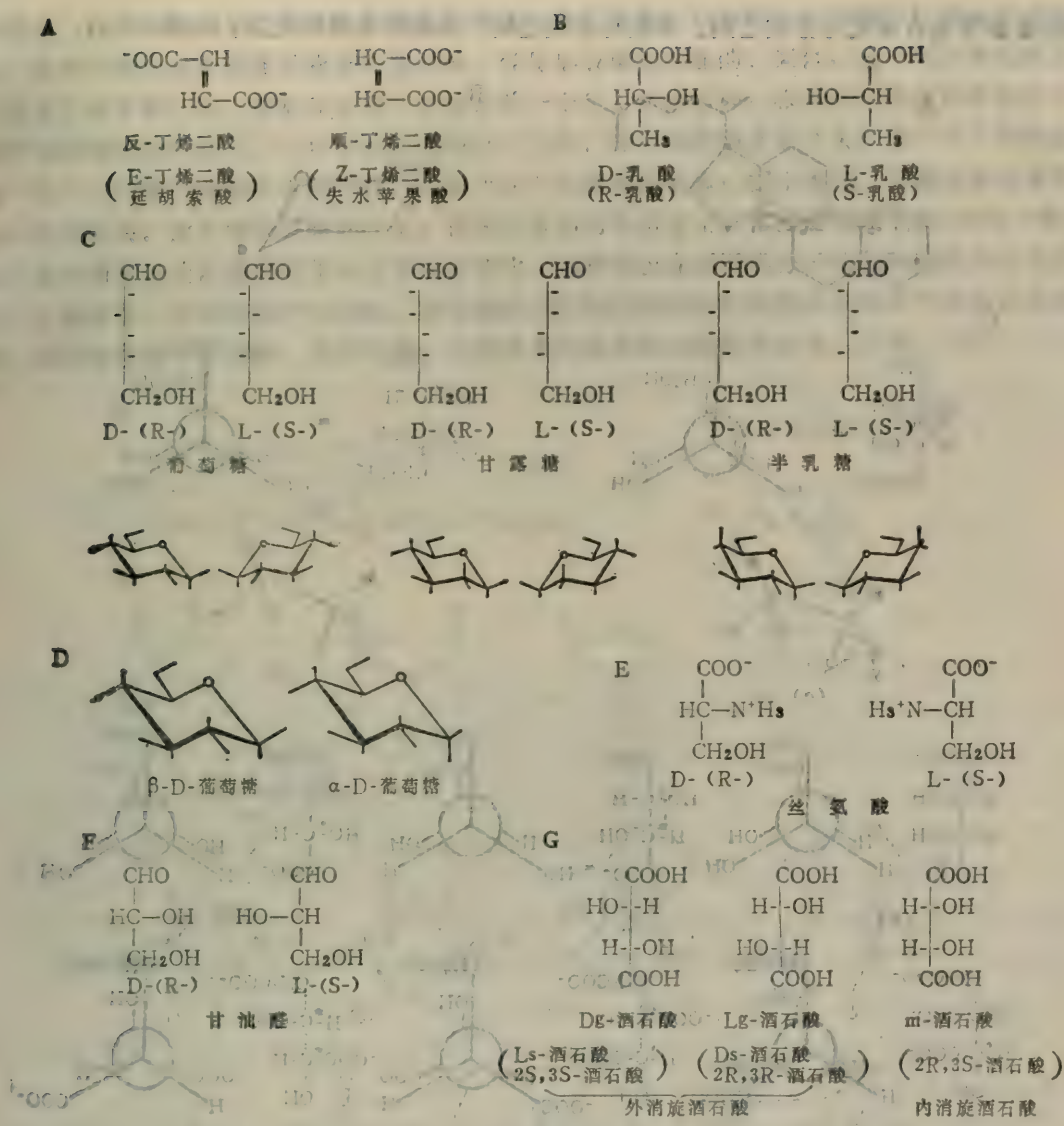 A
B
-OOC—CH
HC—COO-
HC—COO-
HC—COO-
反-丁烯二酸
顺-丁烯二酸
(E-丁烯二酸
延胡索酸)
(Z-丁烯二酸
失水苹果酸)
COOH
HC—OH
CH3
D-乳酸
(R-乳酸)
COOH
HO—CH
CH3
L-乳酸
(S-乳酸)
C
CHO CHO CHO CHO CHO CHO
CH2OH CH2OH CH2OH CH2OH CH2OH CH2OH
D- (R-) L- (S-) D- (R-) L- (S-) D- (R-) L- (S-)
葡萄糖 甘露糖 半乳糖
D
β-D-葡萄糖 α-D-葡萄糖
E
COO- COO-
HC—N+H3 H3+N—CH
CH2OH CH2OH
D- (R-) L- (S-)
丝氨酸
F
CHO CHO
HC—OH HO—CH
CH2OH CH2OH
D-(R-) L-(S-)
甘油醛
G
COOH COOH COOH
HO-|-H H-|-OH H-|-OH
H-|-OH HO-|-H H-|-OH
COOH COOH COOH
Dg-酒石酸 Lg-酒石酸 m-酒石酸
(Ls-酒石酸
2S,3S-酒石酸)
(Ds-酒石酸
2R,3R-酒石酸)
(2R,3S-酒石酸)
外消旋酒石酸 内消旋酒石酸